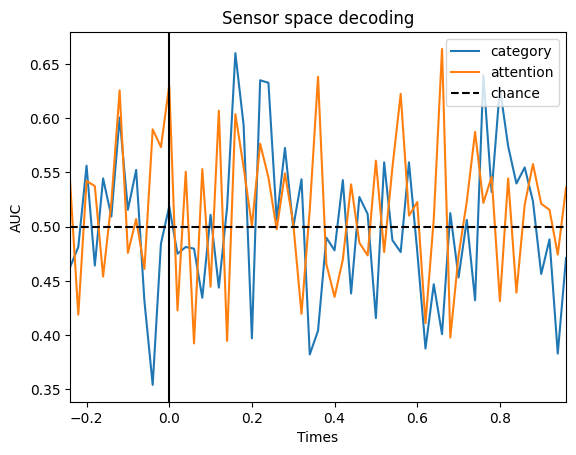 Sensor space decoding
category
attention
chance
AUC
0.65
0.60
0.55
0.50
0.45
0.40
0.35
−0.2
0.0
0.2
0.4
0.6
0.8
Times